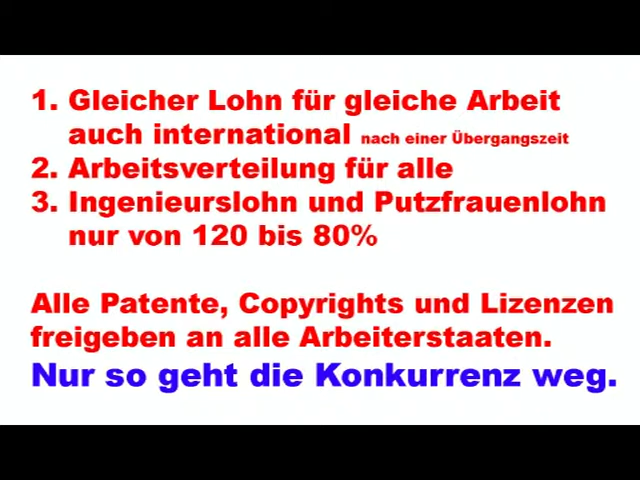 1. Gleicher Lohn für gleiche Arbeit
auch international nach einer Übergangszeit
2. Arbeitsverteilung für alle
3. Ingenieurslohn und Putzfrauenlohn
nur von 120 bis 80%
Alle Patente, Copyrights und Lizenzen
freigeben an alle Arbeiterstaaten.
Nur so geht die Konkurrenz weg.